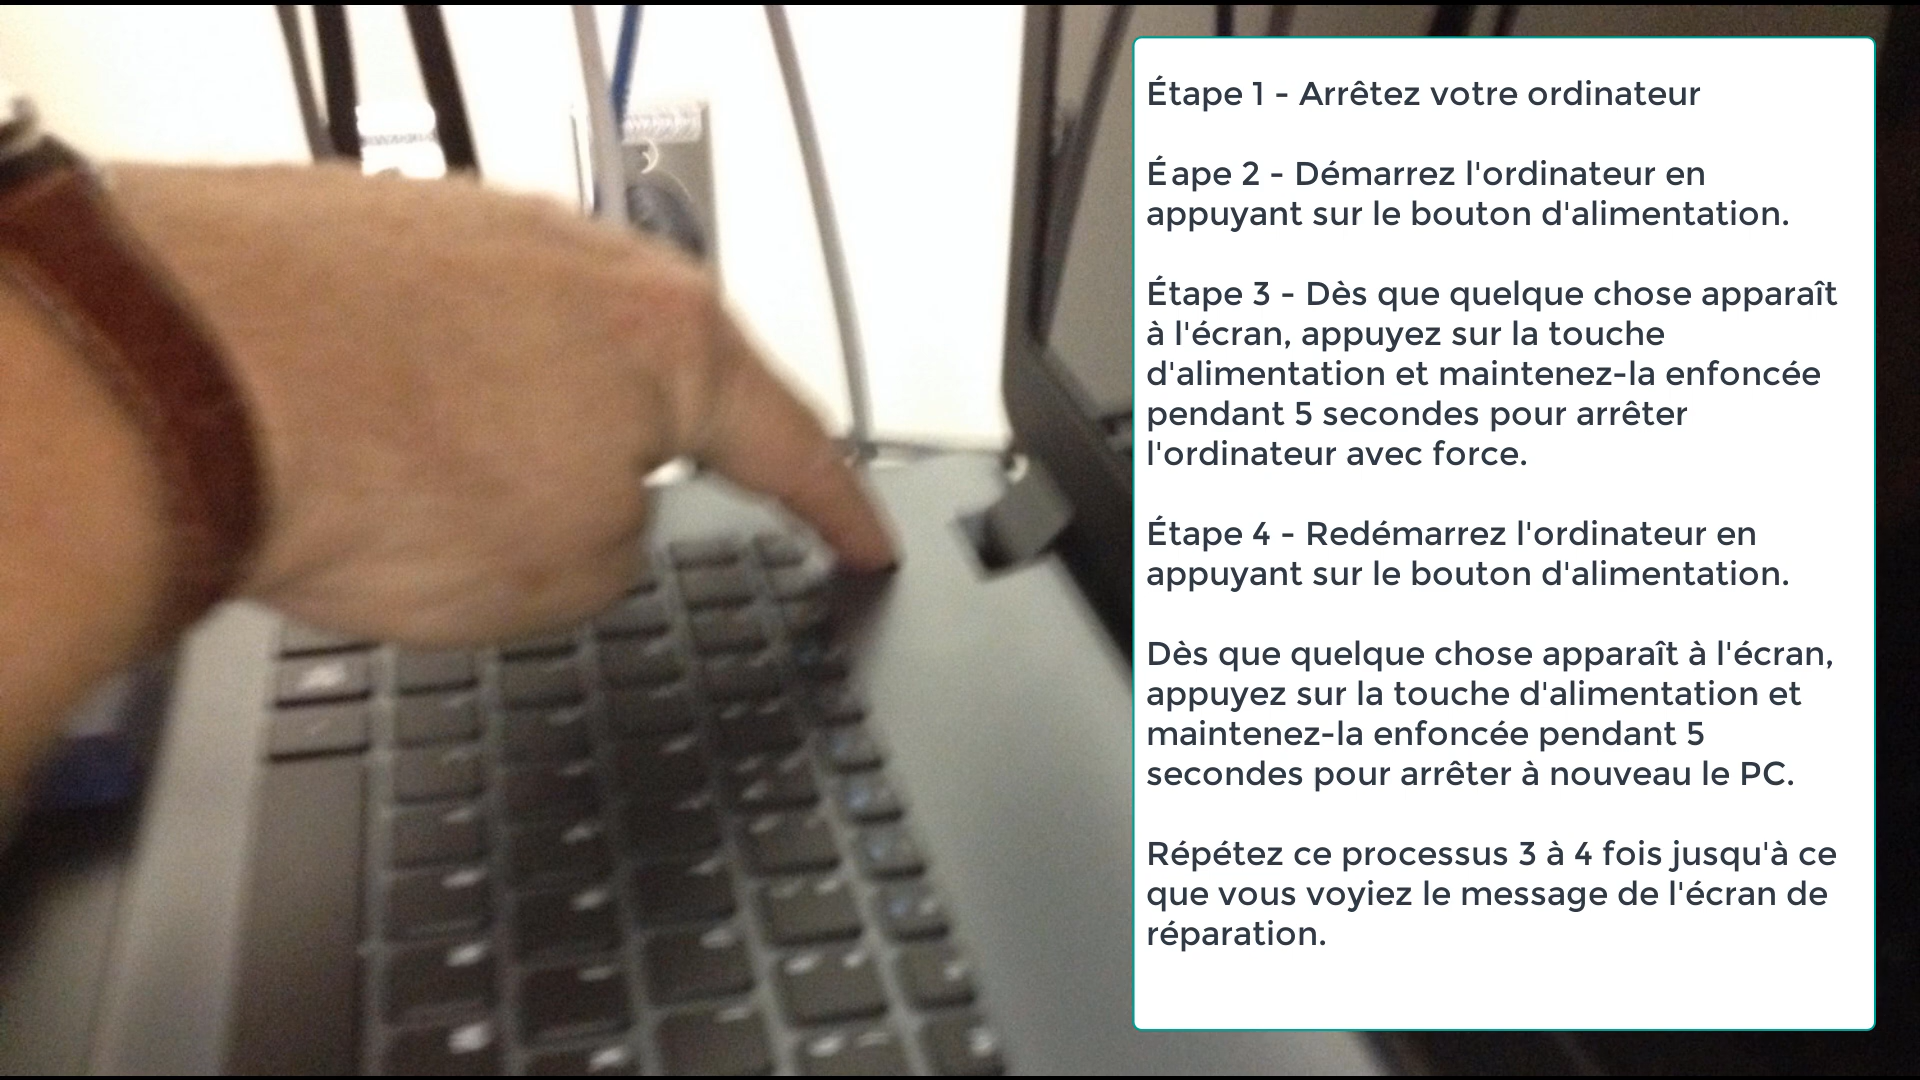 Étape 1 - Arrêtez votre ordinateur
Éape 2 - Démarrez l'ordinateur en
appuyant sur le bouton d'alimentation.
Étape 3 - Dès que quelque chose apparaît
à l'écran, appuyez sur la touche
d'alimentation et maintenez-la enfoncée
pendant 5 secondes pour arrêter
l'ordinateur avec force.
Étape 4 - Redémarrez l'ordinateur en
appuyant sur le bouton d'alimentation.
Dès que quelque chose apparaît à l'écran,
appuyez sur la touche d'alimentation et
maintenez-la enfoncée pendant 5
secondes pour arrêter à nouveau le PC.
Répétez ce processus 3 à 4 fois jusqu'à ce
que vous voyiez le message de l'écran de
réparation.